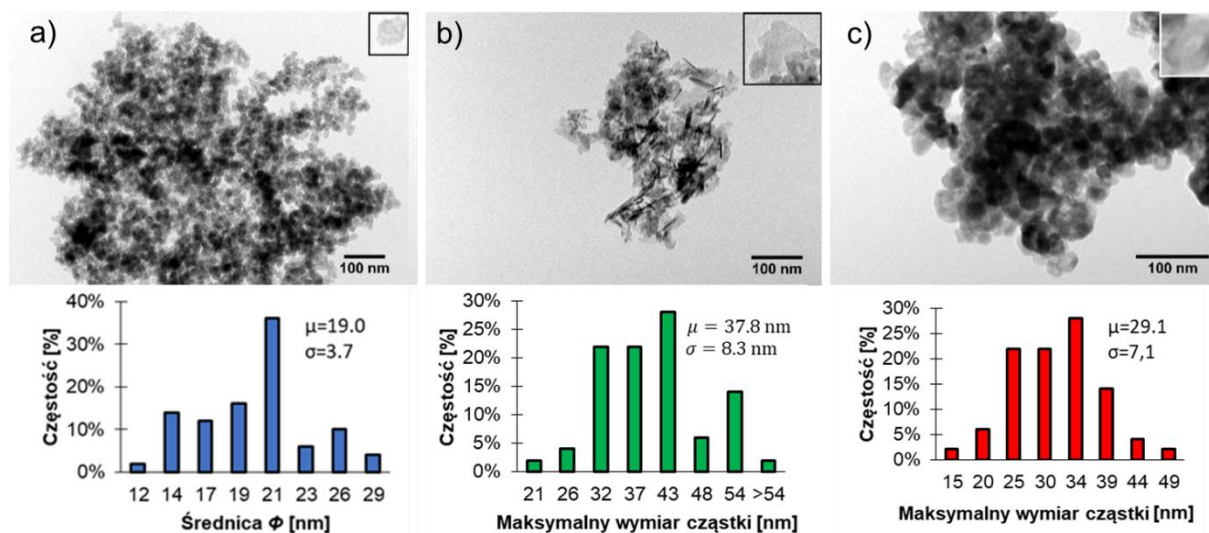 a)
100 nm
b)
100 nm
c)
100 nm
Częstość [%]
40%
30%
20%
10%
0%
μ=19.0
σ=3.7
12 14 17 19 21 23 26 29
Średnica Φ [nm]
Częstość [%]
30%
25%
20%
15%
10%
5%
0%
μ = 37.8 nm
σ = 8.3 nm
21 26 32 37 43 48 54 >54
Maksymalny wymiar cząstki [nm]
Częstość [%]
30%
25%
20%
15%
10%
5%
0%
μ=29.1
σ=7,1
15 20 25 30 34 39 44 49
Maksymalny wymiar cząstki [nm]